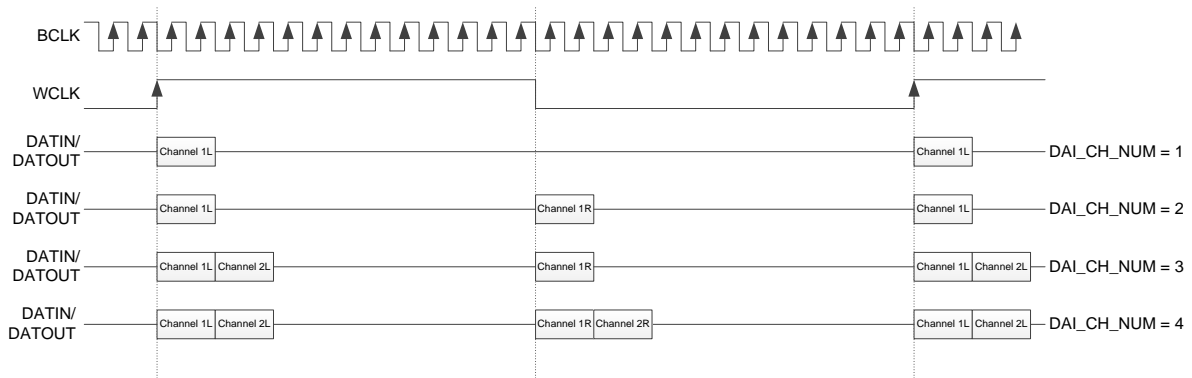 BCLK
WCLK
DATIN/
DATOUT
Channel 1L
Channel 1L
DAI_CH_NUM = 1
DATIN/
DATOUT
Channel 1L
Channel 1R
Channel 1L
DAI_CH_NUM = 2
DATIN/
DATOUT
Channel 1L
Channel 2L
Channel 1R
Channel 1L
Channel 2L
DAI_CH_NUM = 3
DATIN/
DATOUT
Channel 1L
Channel 2L
Channel 1R
Channel 2R
Channel 1L
Channel 2L
DAI_CH_NUM = 4